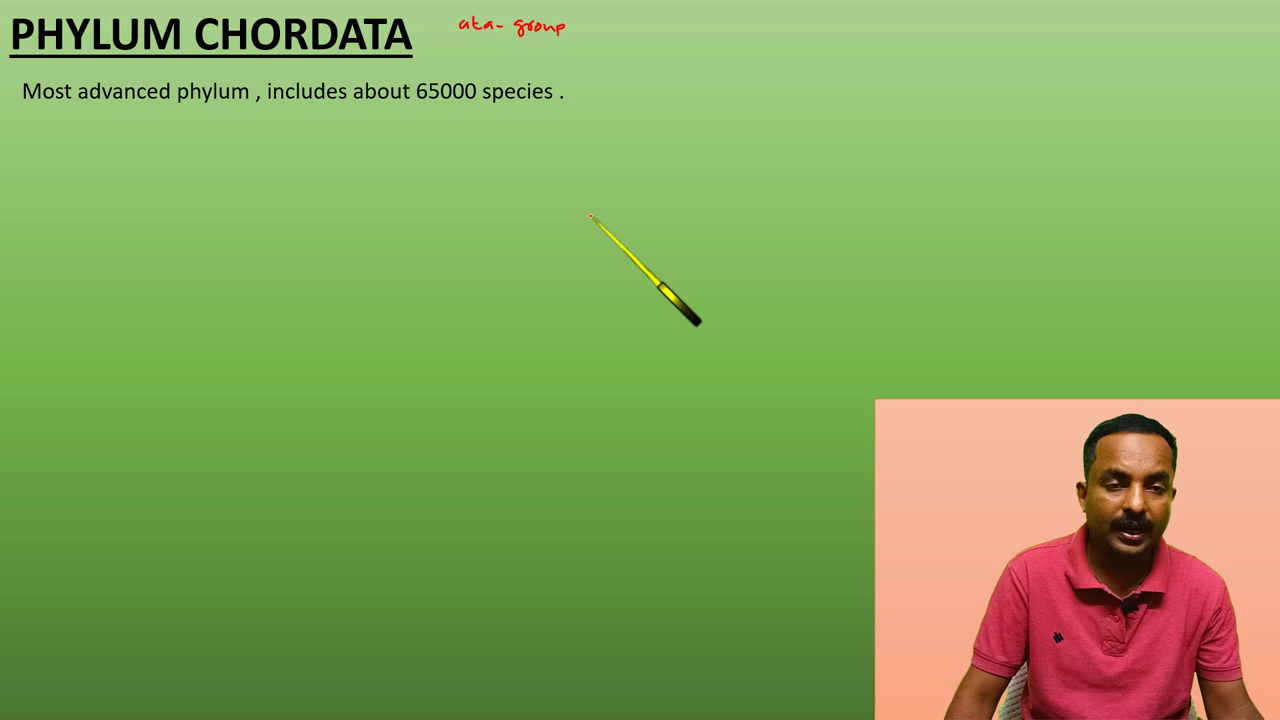 PHYLUM CHORDATA ata- group
Most advanced phylum , includes about 65000 species .